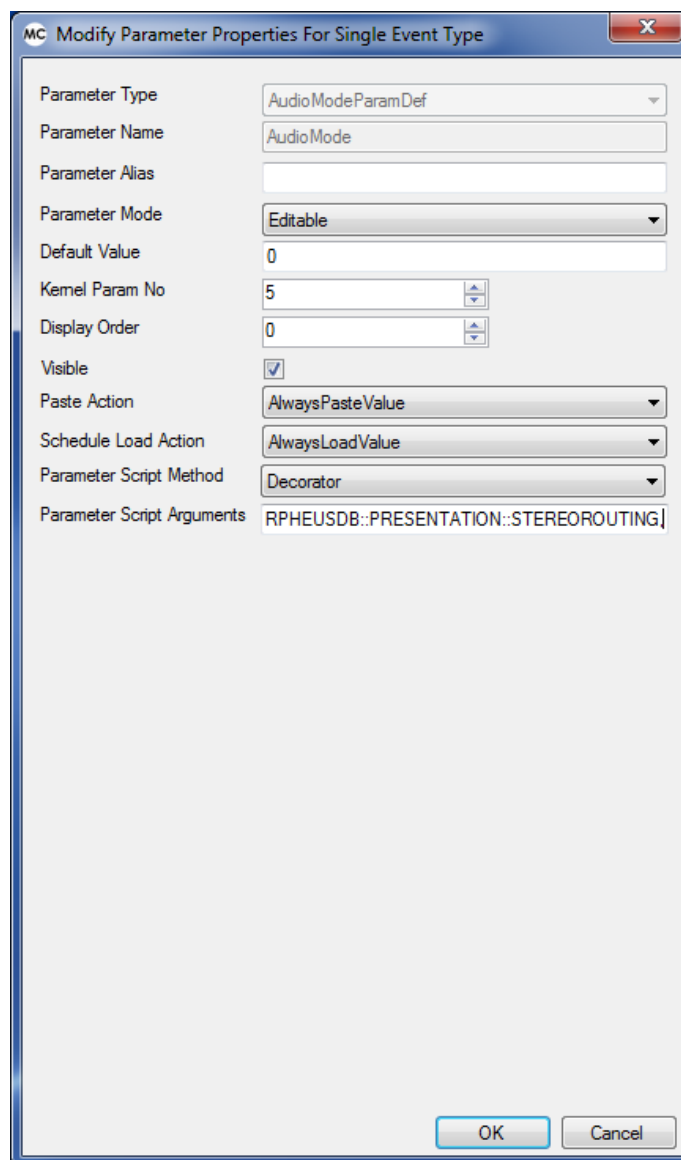 MC Modify Parameter Properties For Single Event Type
Parameter Type AudioModeParamDef
Parameter Name AudioMode
Parameter Alias
Parameter Mode Editable
Default Value 0
Kernel Param No 5
Display Order 0
Visible
Paste Action AlwaysPasteValue
Schedule Load Action AlwaysLoadValue
Parameter Script Method Decorator
Parameter Script Arguments RPHEUSDB::PRESENTATION::STEREOROUTING,
OK Cancel